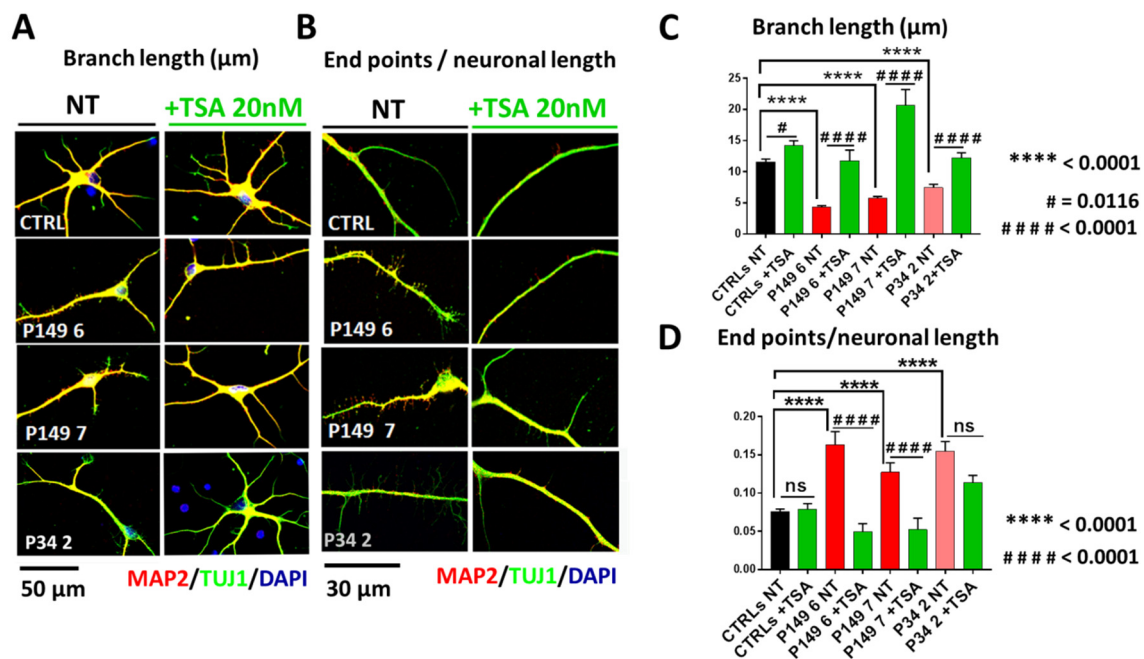 A
Branch length (µm)
NT
+TSA 20nM
CTRL
P149 6
P149 7
P34 2
50 µm
MAP2/TUJ1/DAPI
B
End points / neuronal length
NT
+TSA 20nM
CTRL
P149 6
P149 7
P34 2
30 µm
MAP2/TUJ1/DAPI
C
Branch length (µm)
25
20
15
10
5
0
****
****
****
#
####
####
####
CTRLs NT
CTRLs +TSA
P149 6 NT
P149 6 +TSA
P149 7 NT
P149 7 +TSA
P34 2 NT
P34 2+TSA
**** < 0.0001
# = 0.0116
#### < 0.0001
D
End points/neuronal length
0.20
0.15
0.10
0.05
0.00
****
****
****
ns
####
####
ns
CTRLs NT
CTRLs +TSA
P149 6 NT
P149 6 +TSA
P149 7 NT
P149 7 +TSA
P34 2 NT
P34 2 +TSA
**** < 0.0001
#### < 0.0001